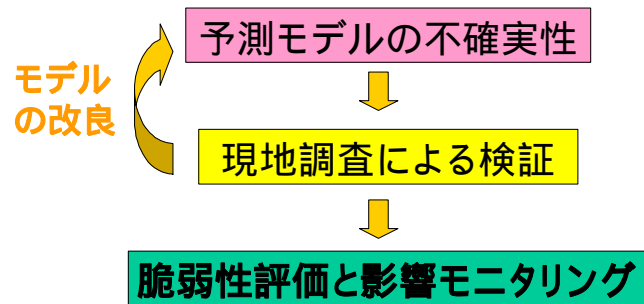 予測モデルの不確実性
モデル
の改良
現地調査による検証
脆弱性評価と影響モニタリング